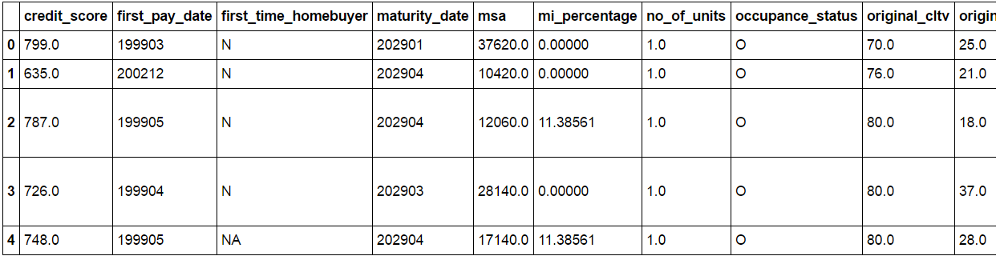 credit_score first_pay_date first_time_homebuyer maturity_date msa mi_percentage no_of_units occupance_status original_cltv origin
0 799.0 199903 N 202901 37620.0 0.00000 1.0 O 70.0 25.0
1 635.0 200212 N 202904 10420.0 0.00000 1.0 O 76.0 21.0
2 787.0 199905 N 202904 12060.0 11.38561 1.0 O 80.0 18.0
3 726.0 199904 N 202903 28140.0 0.00000 1.0 O 80.0 37.0
4 748.0 199905 NA 202904 17140.0 11.38561 1.0 O 80.0 28.0